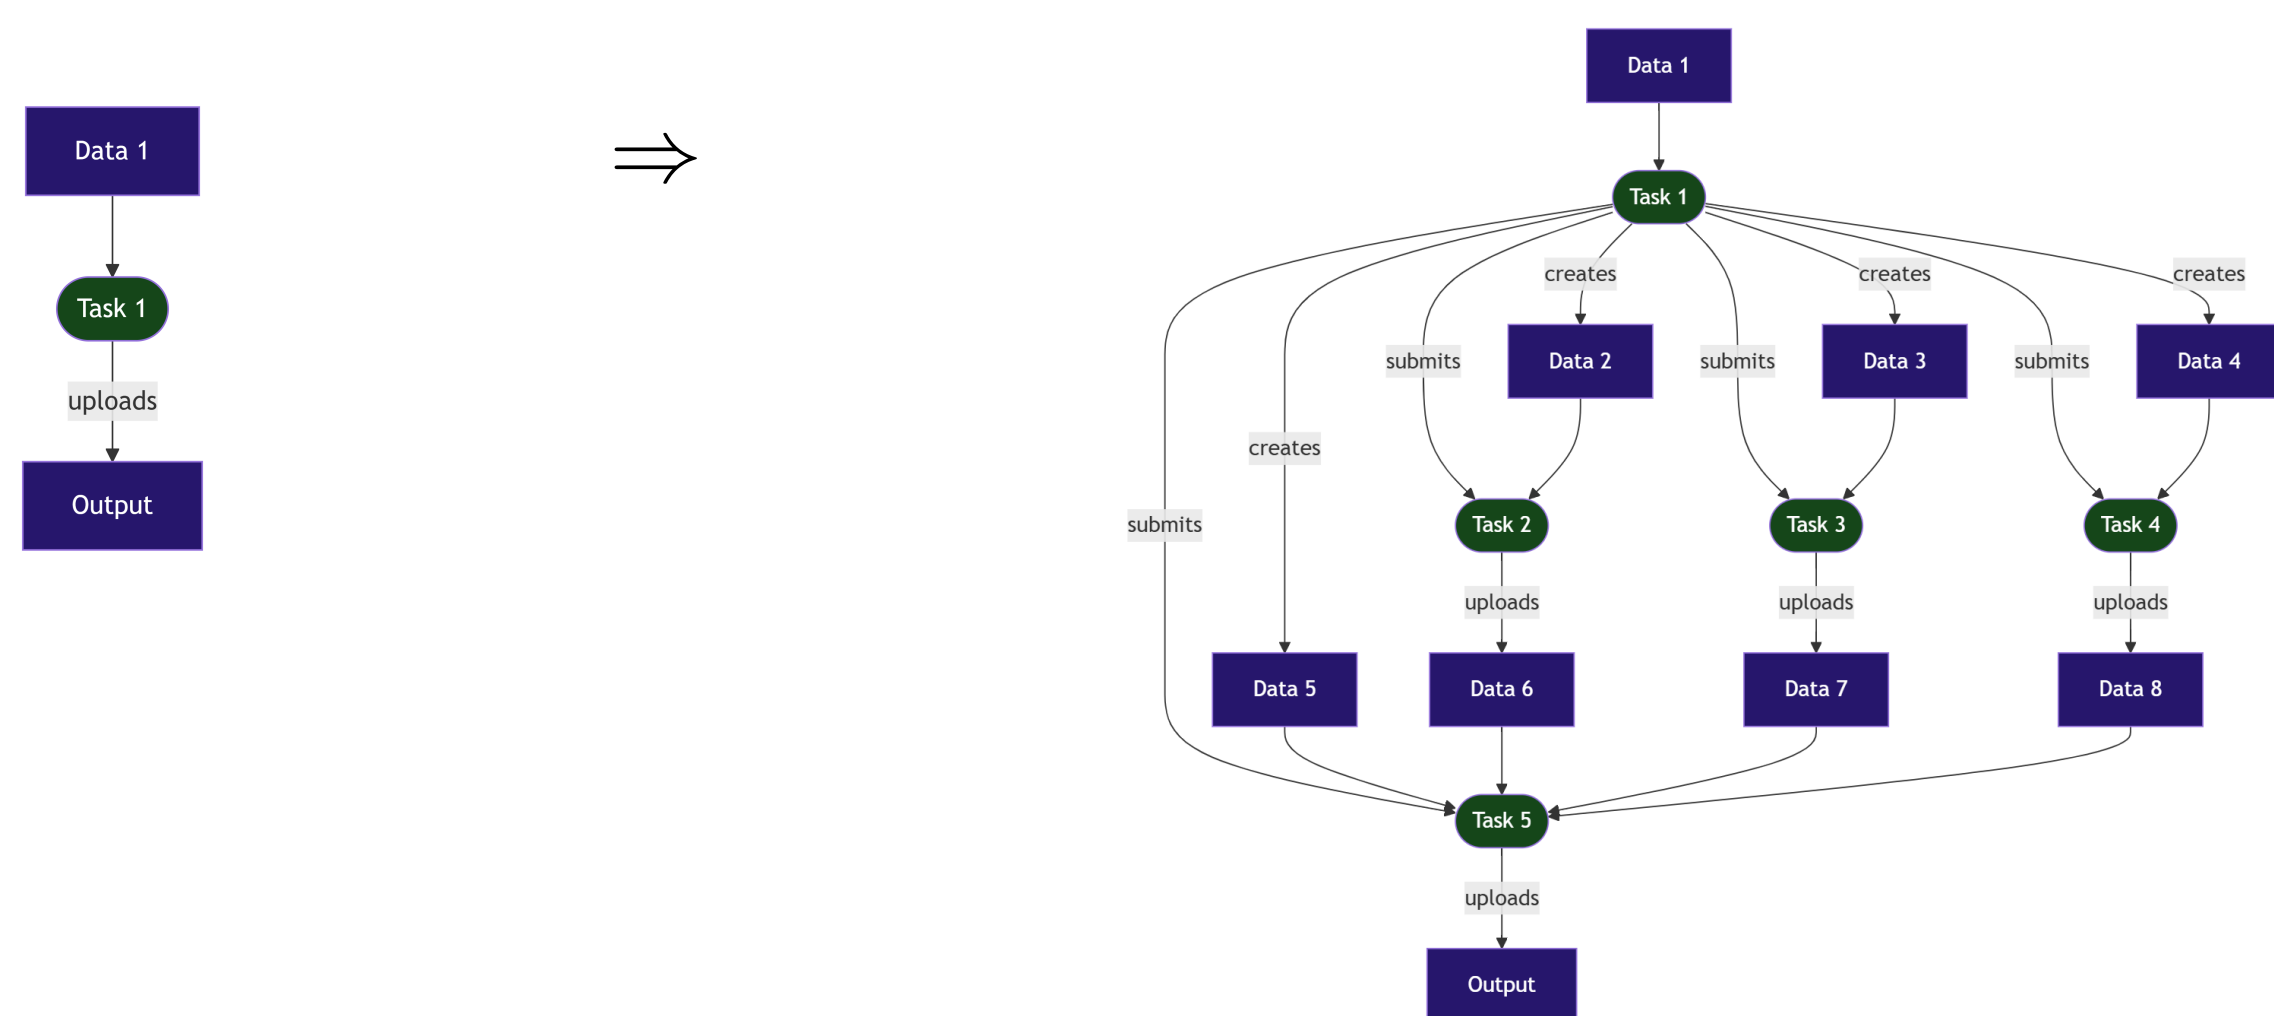 Data 1
Task 1
uploads
Output
⇒
Data 1
Task 1
creates
creates
creates
submits
Data 2
submits
Data 3
submits
Data 4
creates
submits
Task 2
Task 3
Task 4
uploads
uploads
uploads
Data 5
Data 6
Data 7
Data 8
Task 5
uploads
Output